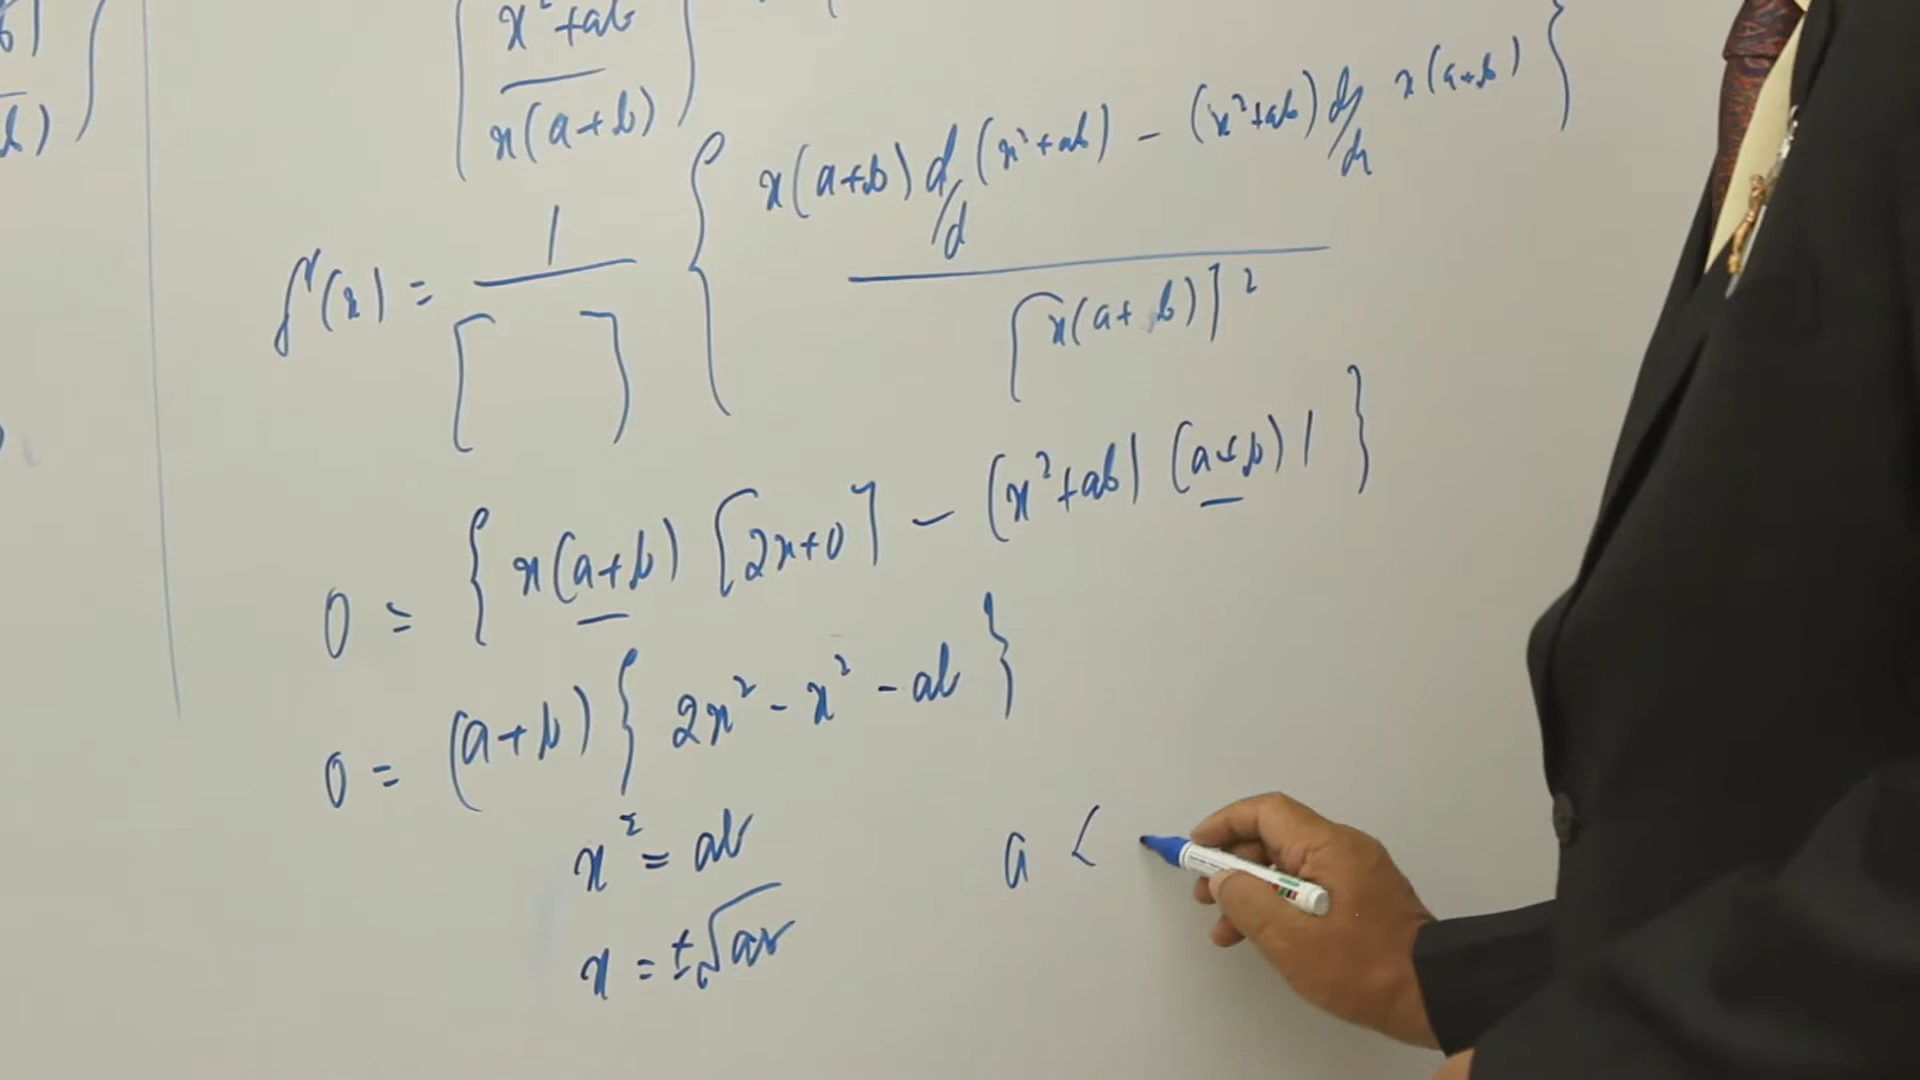 x² + ab
x(a+b)
x(a+b) d/d (x²+ab) - (x²+ab) dy/dx x(a+b) }
f'(x) = 1 / [ ] {
[x(a+b)]²
0 = { x(a+b) [2x+0] - (x²+ab) (a+b) 1 }
0 = (a+b) { 2x² - x² - ab }
x² = ab
a <
x = ±√ab